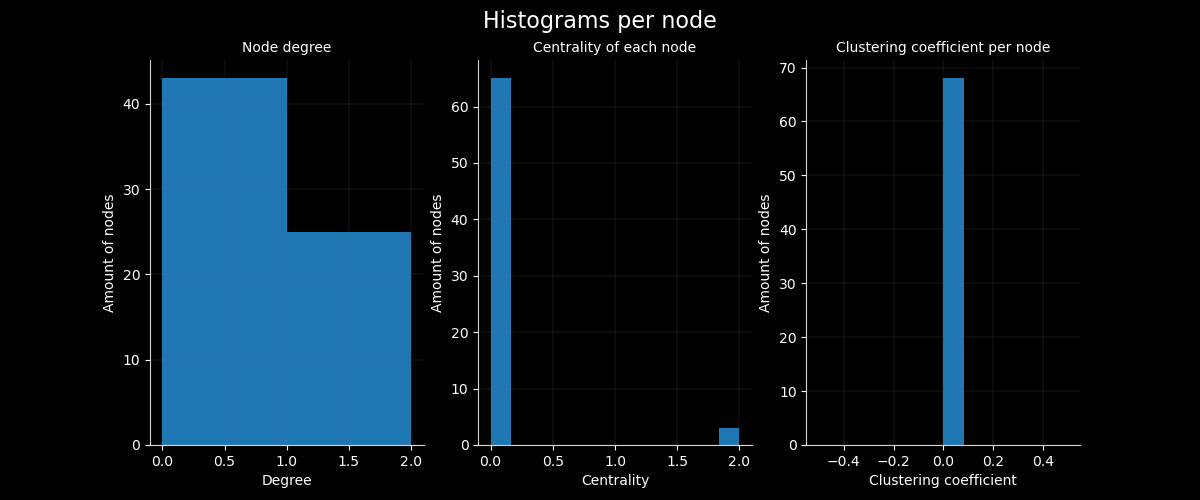 Histograms per node
Node degree
Amount of nodes
40
30
20
10
0
0.0 0.5 1.0 1.5 2.0
Degree
Centrality of each node
Amount of nodes
60
50
40
30
20
10
0
0.0 0.5 1.0 1.5 2.0
Centrality
Clustering coefficient per node
Amount of nodes
70
60
50
40
30
20
10
0
−0.4 −0.2 0.0 0.2 0.4
Clustering coefficient